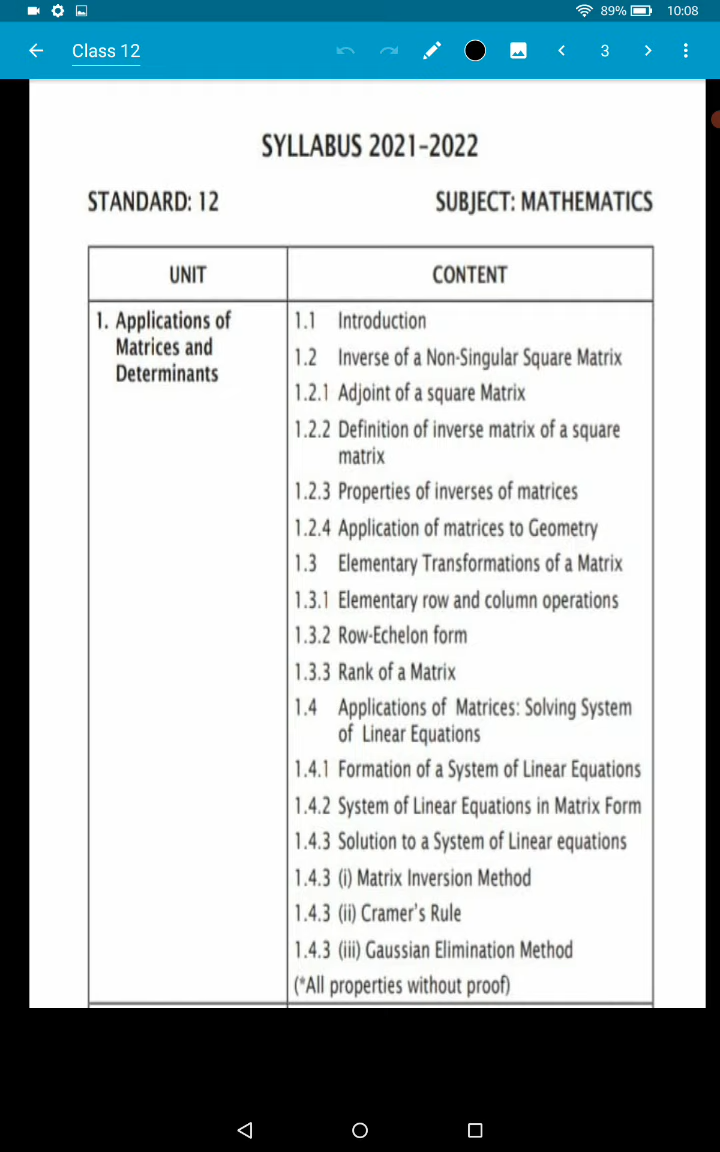 89% 10:08
Class 12 3
SYLLABUS 2021-2022
STANDARD: 12 SUBJECT: MATHEMATICS
UNIT CONTENT
1. Applications of
Matrices and
Determinants
1.1 Introduction
1.2 Inverse of a Non-Singular Square Matrix
1.2.1 Adjoint of a square Matrix
1.2.2 Definition of inverse matrix of a square
matrix
1.2.3 Properties of inverses of matrices
1.2.4 Application of matrices to Geometry
1.3 Elementary Transformations of a Matrix
1.3.1 Elementary row and column operations
1.3.2 Row-Echelon form
1.3.3 Rank of a Matrix
1.4 Applications of Matrices: Solving System
of Linear Equations
1.4.1 Formation of a System of Linear Equations
1.4.2 System of Linear Equations in Matrix Form
1.4.3 Solution to a System of Linear equations
1.4.3 (i) Matrix Inversion Method
1.4.3 (ii) Cramer's Rule
1.4.3 (iii) Gaussian Elimination Method
(*All properties without proof)